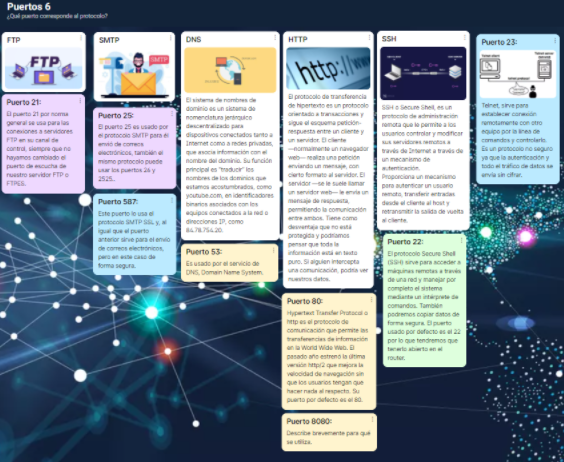 Puertos 6
¿Qué puerto corresponde al protocolo?
FTP
FTP
Puerto 21:
El puerto 21 por norma
general se usa para las
conexiones a servidores
FTP en su canal de
control, siempre que no
hayamos cambiado el
puerto de escucha de
nuestro servidor FTP o
FTPES.
SMTP
SMTP
Puerto 25:
El puerto 25 es usado por
el protocolo SMTP para el
envío de correos
electrónicos, también el
mismo protocolo puede
usar los puertos 26 y
2525.
Puerto 587:
Este puerto lo usa el
protocolo SMTP SSL y, al
igual que el puerto
anterior sirve para el envío
de correos electrónicos,
pero en este caso de
forma segura.
DNS
El sistema de nombres de
dominio es un sistema de
nomenclatura jerárquico
descentralizado para
dispositivos conectados tanto a
Internet como a redes privadas,
que asocia información con el
nombre del dominio. Su función
principal es "traducir" los
nombres de los dominios que
estamos acostumbrados, como
youtube.com, en identificadores
binarios asociados con los
equipos conectados a la red o
direcciones IP, como
84.78.754.20.
Puerto 53:
Es usado por el servicio de
DNS, Domain Name System.
HTTP
http://w
El protocolo de transferencia
de hipertexto es un protocolo
orientado a transacciones y
sigue el esquema petición-
respuesta entre un cliente y
un servidor. El cliente
—normalmente un navegador
web— realiza una petición
enviando un mensaje, con
cierto formato al servidor. El
servidor —se le suele llamar
un servidor web— le envía un
mensaje de respuesta,
permitiendo la comunicación
entre ambos. Tiene como
desventaja que no está
protegida y podríamos
pensar que toda la
información está en texto
puro. Si alguien intercepta
una comunicación, podría ver
nuestros datos.
Puerto 80:
Hypertext Transfer Protocol o
http es el protocolo de
comunicación que permite las
transferencias de información
en la World Wide Web. El
pasado año estrenó la última
versión http/2 que mejora la
velocidad de navegación sin
que los usuarios tengan que
hacer nada al respecto. Su
puerto por defecto es el 80.
Puerto 8080:
Describe brevemente para qué
se utiliza.
SSH
SSH o Secure Shell, es un
protocolo de administración
remota que le permite a los
usuarios controlar y modificar
sus servidores remotos a
través de Internet a través de
un mecanismo de
autenticación.
Proporciona un mecanismo
para autenticar un usuario
remoto, transferir entradas
desde el cliente al host y
retransmitir la salida de vuelta
al cliente.
Puerto 22:
El protocolo Secure Shell
(SSH) sirve para acceder a
máquinas remotas a través
de una red y manejar por
completo el sistema
mediante un intérprete de
comandos. También
podremos copiar datos de
forma segura. El puerto
usado por defecto es el 22
por lo que tendremos que
tenerlo abierto en el
router.
Puerto 23:
Telnet, sirve para
establecer conexión
remotamente con otro
equipo por la línea de
comandos y controlarlo.
Es un protocolo no seguro
ya que la autenticación y
todo el tráfico de datos se
envía sin cifrar.